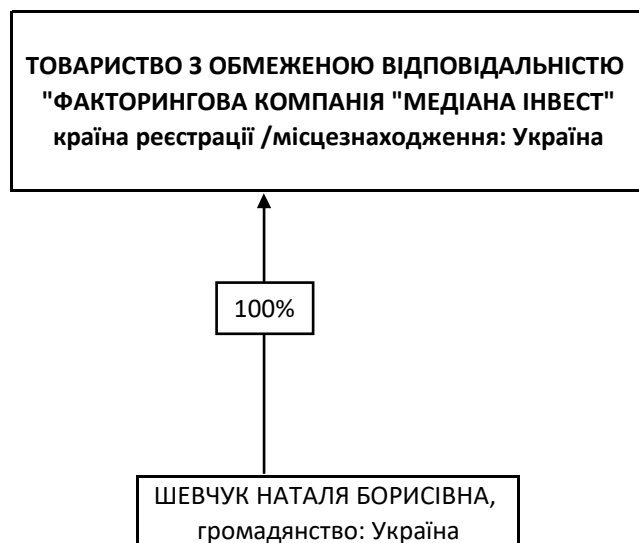 ТОВАРИСТВО З ОБМЕЖЕНОЮ ВІДПОВІДАЛЬНІСТЮ
"ФАКТОРИНГОВА КОМПАНІЯ "МЕДІАНА ІНВЕСТ"
країна реєстрації /місцезнаходження: Україна
100%
ШЕВЧУК НАТАЛЯ БОРИСІВНА,
громадянство: Україна